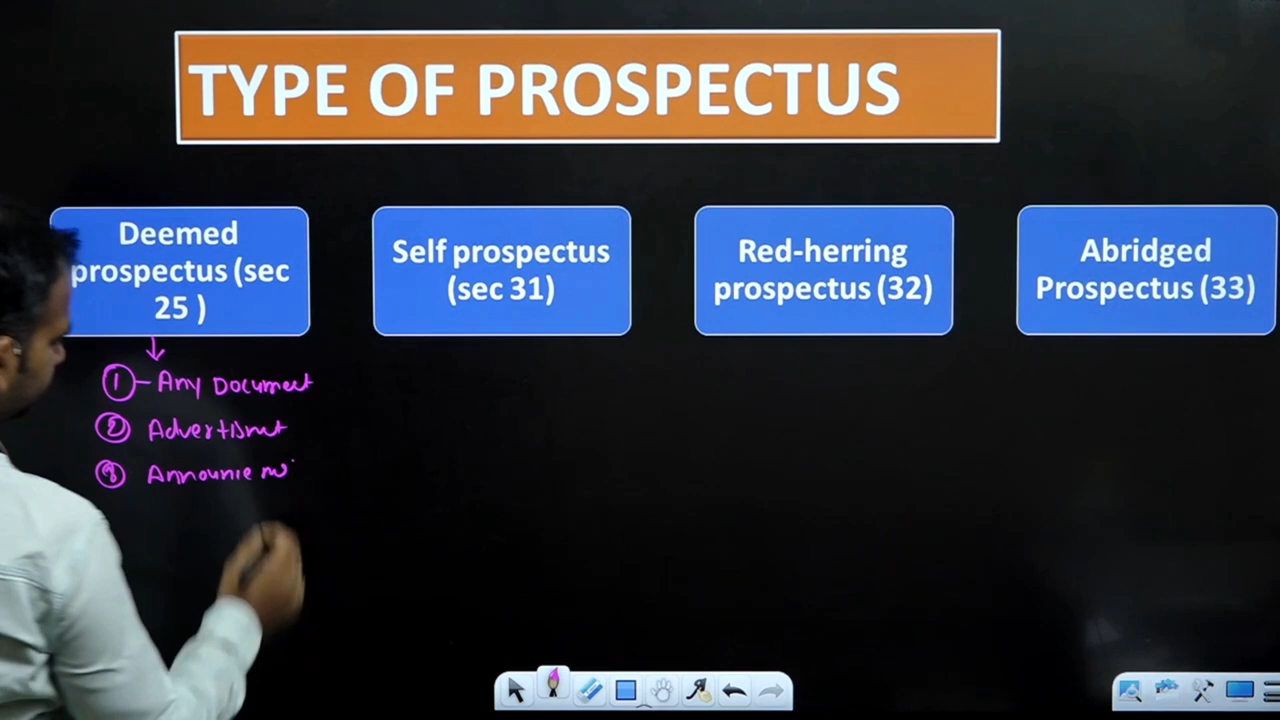 TYPE OF PROSPECTUS
Deemed
prospectus (sec
25 )
Self prospectus
(sec 31)
Red-herring
prospectus (32)
Abridged
Prospectus (33)
① - Any Document
② Advertisment
③